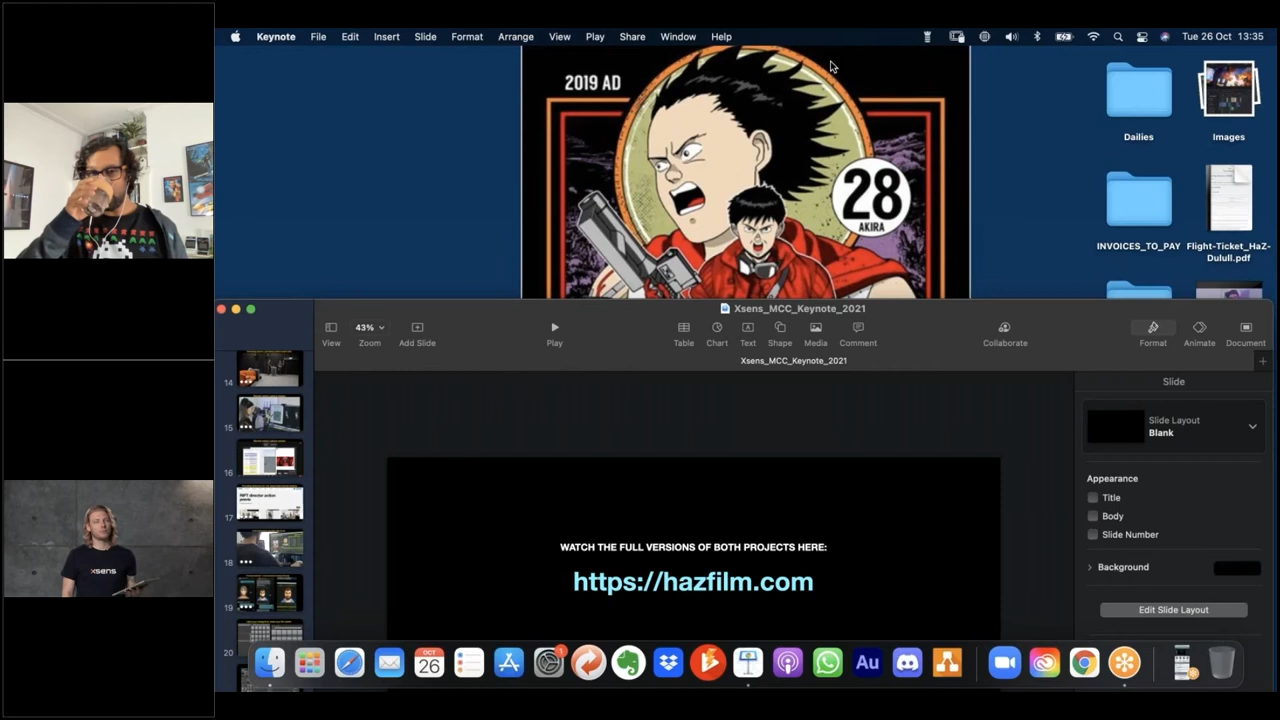 Keynote File Edit Insert Slide Format Arrange View Play Share Window Help Tue 26 Oct 13:35
2019 AD
28
AKIRA
Dailies
Images
INVOICES_TO_PAY
Flight-Ticket_HaZ-
Dulull.pdf
Xsens_MCC_Keynote_2021
43%
View Zoom Add Slide Play Table Chart Text Shape Media Comment Collaborate Format Animate Document
Xsens_MCC_Keynote_2021
14
15
16
17
RIFT director action
18
19
20
WATCH THE FULL VERSIONS OF BOTH PROJECTS HERE:
https://hazfilm.com
Slide
Slide Layout
Blank
Appearance
Title
Body
Slide Number
Background
Edit Slide Layout
xsens
OCT
26
1
Au